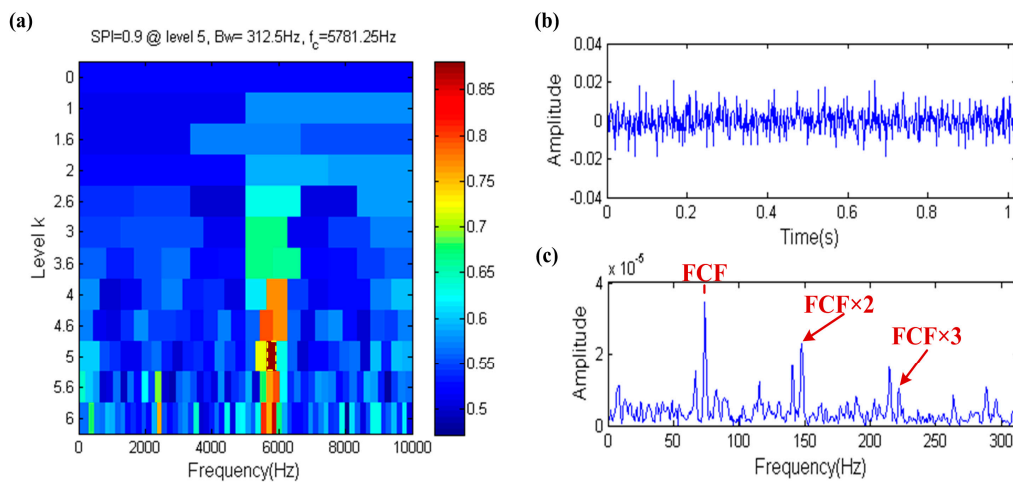 (a)
SPI=0.9 @ level 5, Bw= 312.5Hz, f_c=5781.25Hz
Level k
0
1
1.6
2
2.6
3
3.6
4
4.6
5
5.6
6
0 2000 4000 6000 8000 10000
Frequency(Hz)
0.85
0.8
0.75
0.7
0.65
0.6
0.55
0.5
(b)
Amplitude
0.04
0.02
0
-0.02
-0.04
0 0.2 0.4 0.6 0.8 1
Time(s)
(c)
x 10^-5
Amplitude
4
2
0
FCF
FCF×2
FCF×3
0 50 100 150 200 250 300
Frequency(Hz)